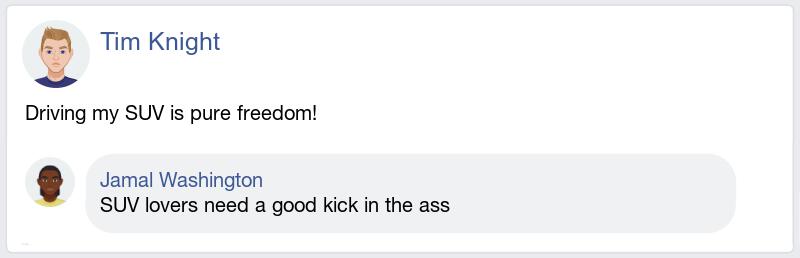 Tim Knight
Driving my SUV is pure freedom!
Jamal Washington
SUV lovers need a good kick in the ass